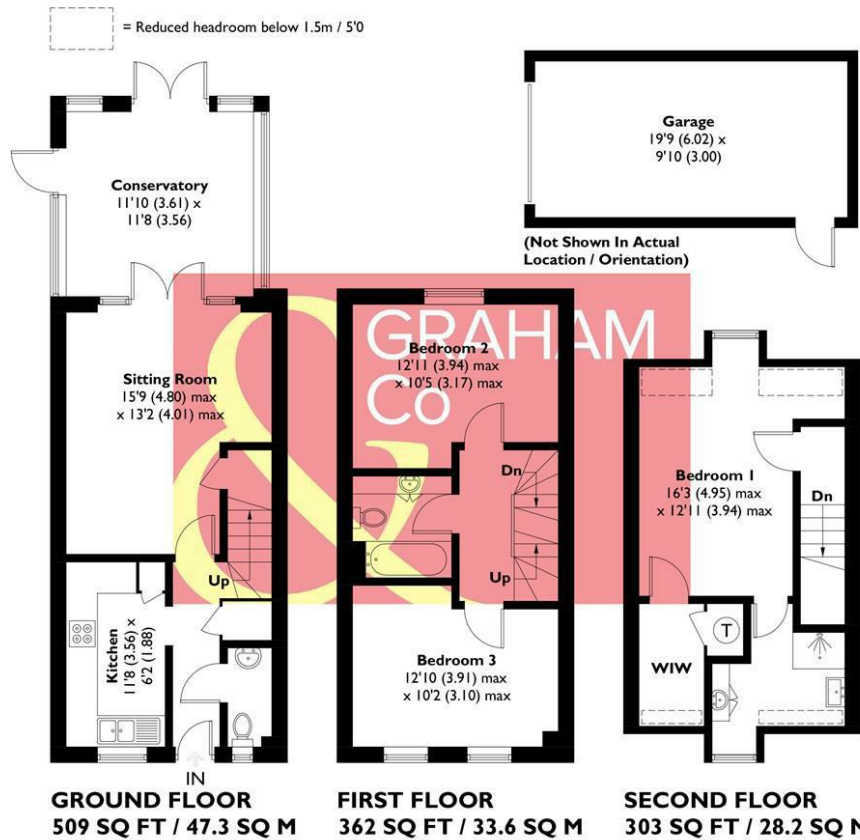 = Reduced headroom below 1.5m / 5'0
Garage
19'9 (6.02) x
9'10 (3.00)
(Not Shown In Actual
Location / Orientation)
Conservatory
11'10 (3.61) x
11'8 (3.56)
Sitting Room
15'9 (4.80) max
x 13'2 (4.01) max
Up
Kitchen
11'8 (3.56) x
6'2 (1.88)
IN
GROUND FLOOR
509 SQ FT / 47.3 SQ M
&
GRAHAM
Co
Bedroom 2
12'11 (3.94) max
x 10'5 (3.17) max
Dn
Up
Bedroom 3
12'10 (3.91) max
x 10'2 (3.10) max
FIRST FLOOR
362 SQ FT / 33.6 SQ M
Bedroom 1
16'3 (4.95) max
x 12'11 (3.94) max
Dn
T
WIW
SECOND FLOOR
303 SQ FT / 28.2 SQ